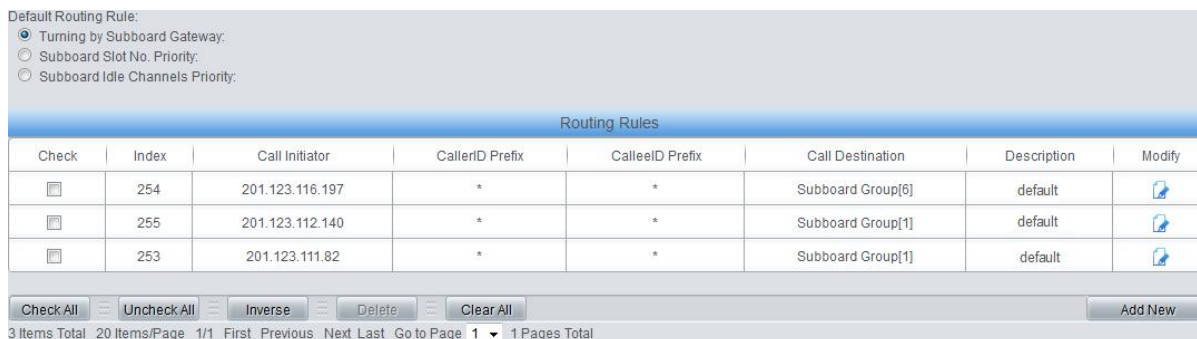 Default Routing Rule:
Turning by Subboard Gateway:
Subboard Slot No. Priority:
Subboard Idle Channels Priority:
Routing Rules
Check Index Call Initiator CallerID Prefix CalleeID Prefix Call Destination Description Modify
254 201.123.116.197 * * Subboard Group[6] default
255 201.123.112.140 * * Subboard Group[1] default
253 201.123.111.82 * * Subboard Group[1] default
Check All Uncheck All Inverse Delete Clear All Add New
3 Items Total 20 Items/Page 1/1 First Previous Next Last Go to Page 1 1 Pages Total